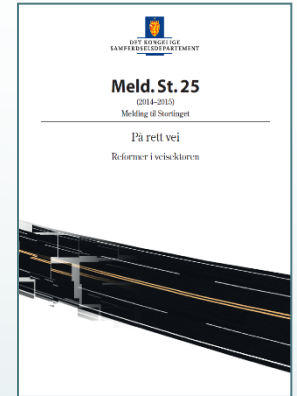 DET KONGELIGE
SAMFERDSELSDEPARTEMENT
Meld. St. 25
(2014–2015)
Melding til Stortinget
På rett vei
Reformer i veisektoren